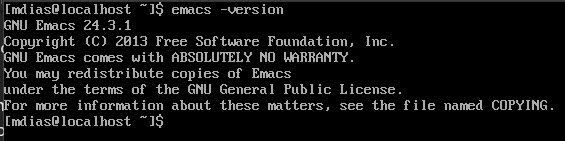 [mdias@localhost ~]$ emacs -version
GNU Emacs 24.3.1
Copyright (C) 2013 Free Software Foundation, Inc.
GNU Emacs comes with ABSOLUTELY NO WARRANTY.
You may redistribute copies of Emacs
under the terms of the GNU General Public License.
For more information about these matters, see the file named COPYING.
[mdias@localhost ~]$